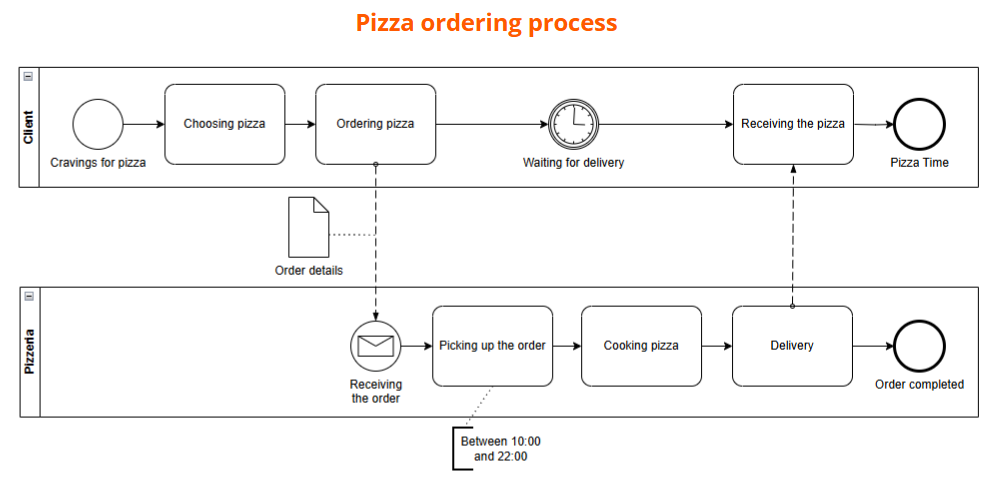 Pizza ordering process
Client
Cravings for pizza
Choosing pizza
Ordering pizza
Waiting for delivery
Receiving the pizza
Pizza Time
Order details
Pizzeria
Receiving
the order
Picking up the order
Cooking pizza
Delivery
Order completed
Between 10:00
and 22:00